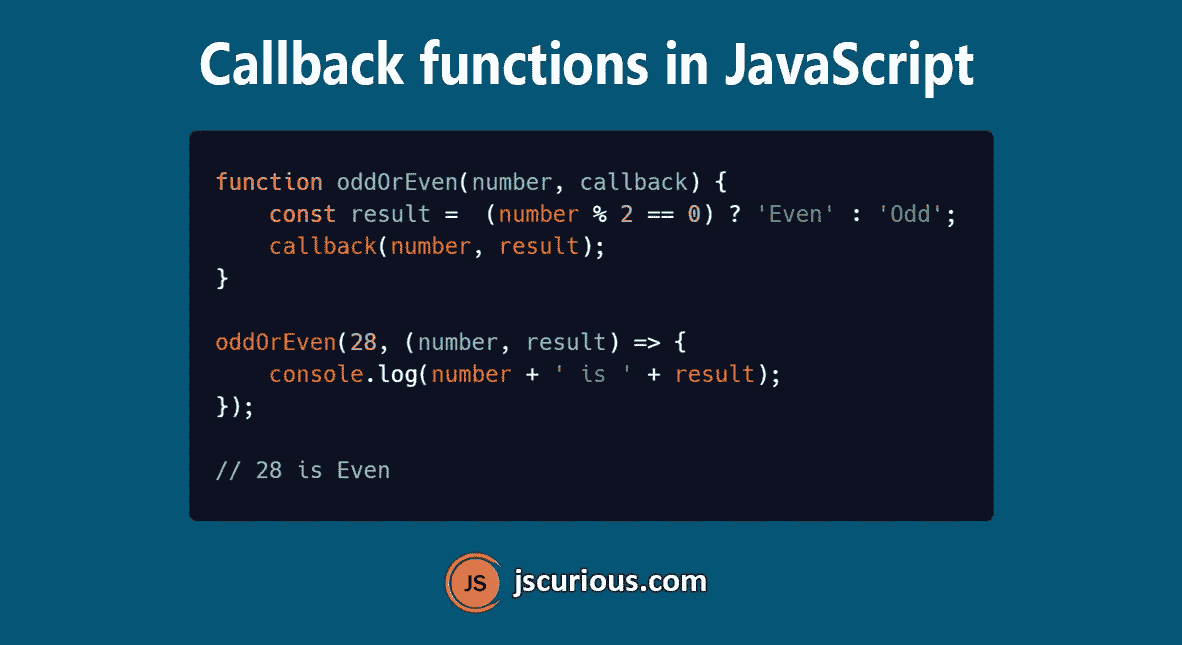 Callback functions in JavaScript
function oddOrEven(number, callback) {
    const result =  (number % 2 == 0) ? 'Even' : 'Odd';
    callback(number, result);
}
oddOrEven(28, (number, result) => {
    console.log(number + ' is ' + result);
});
// 28 is Even
JS jscurious.com